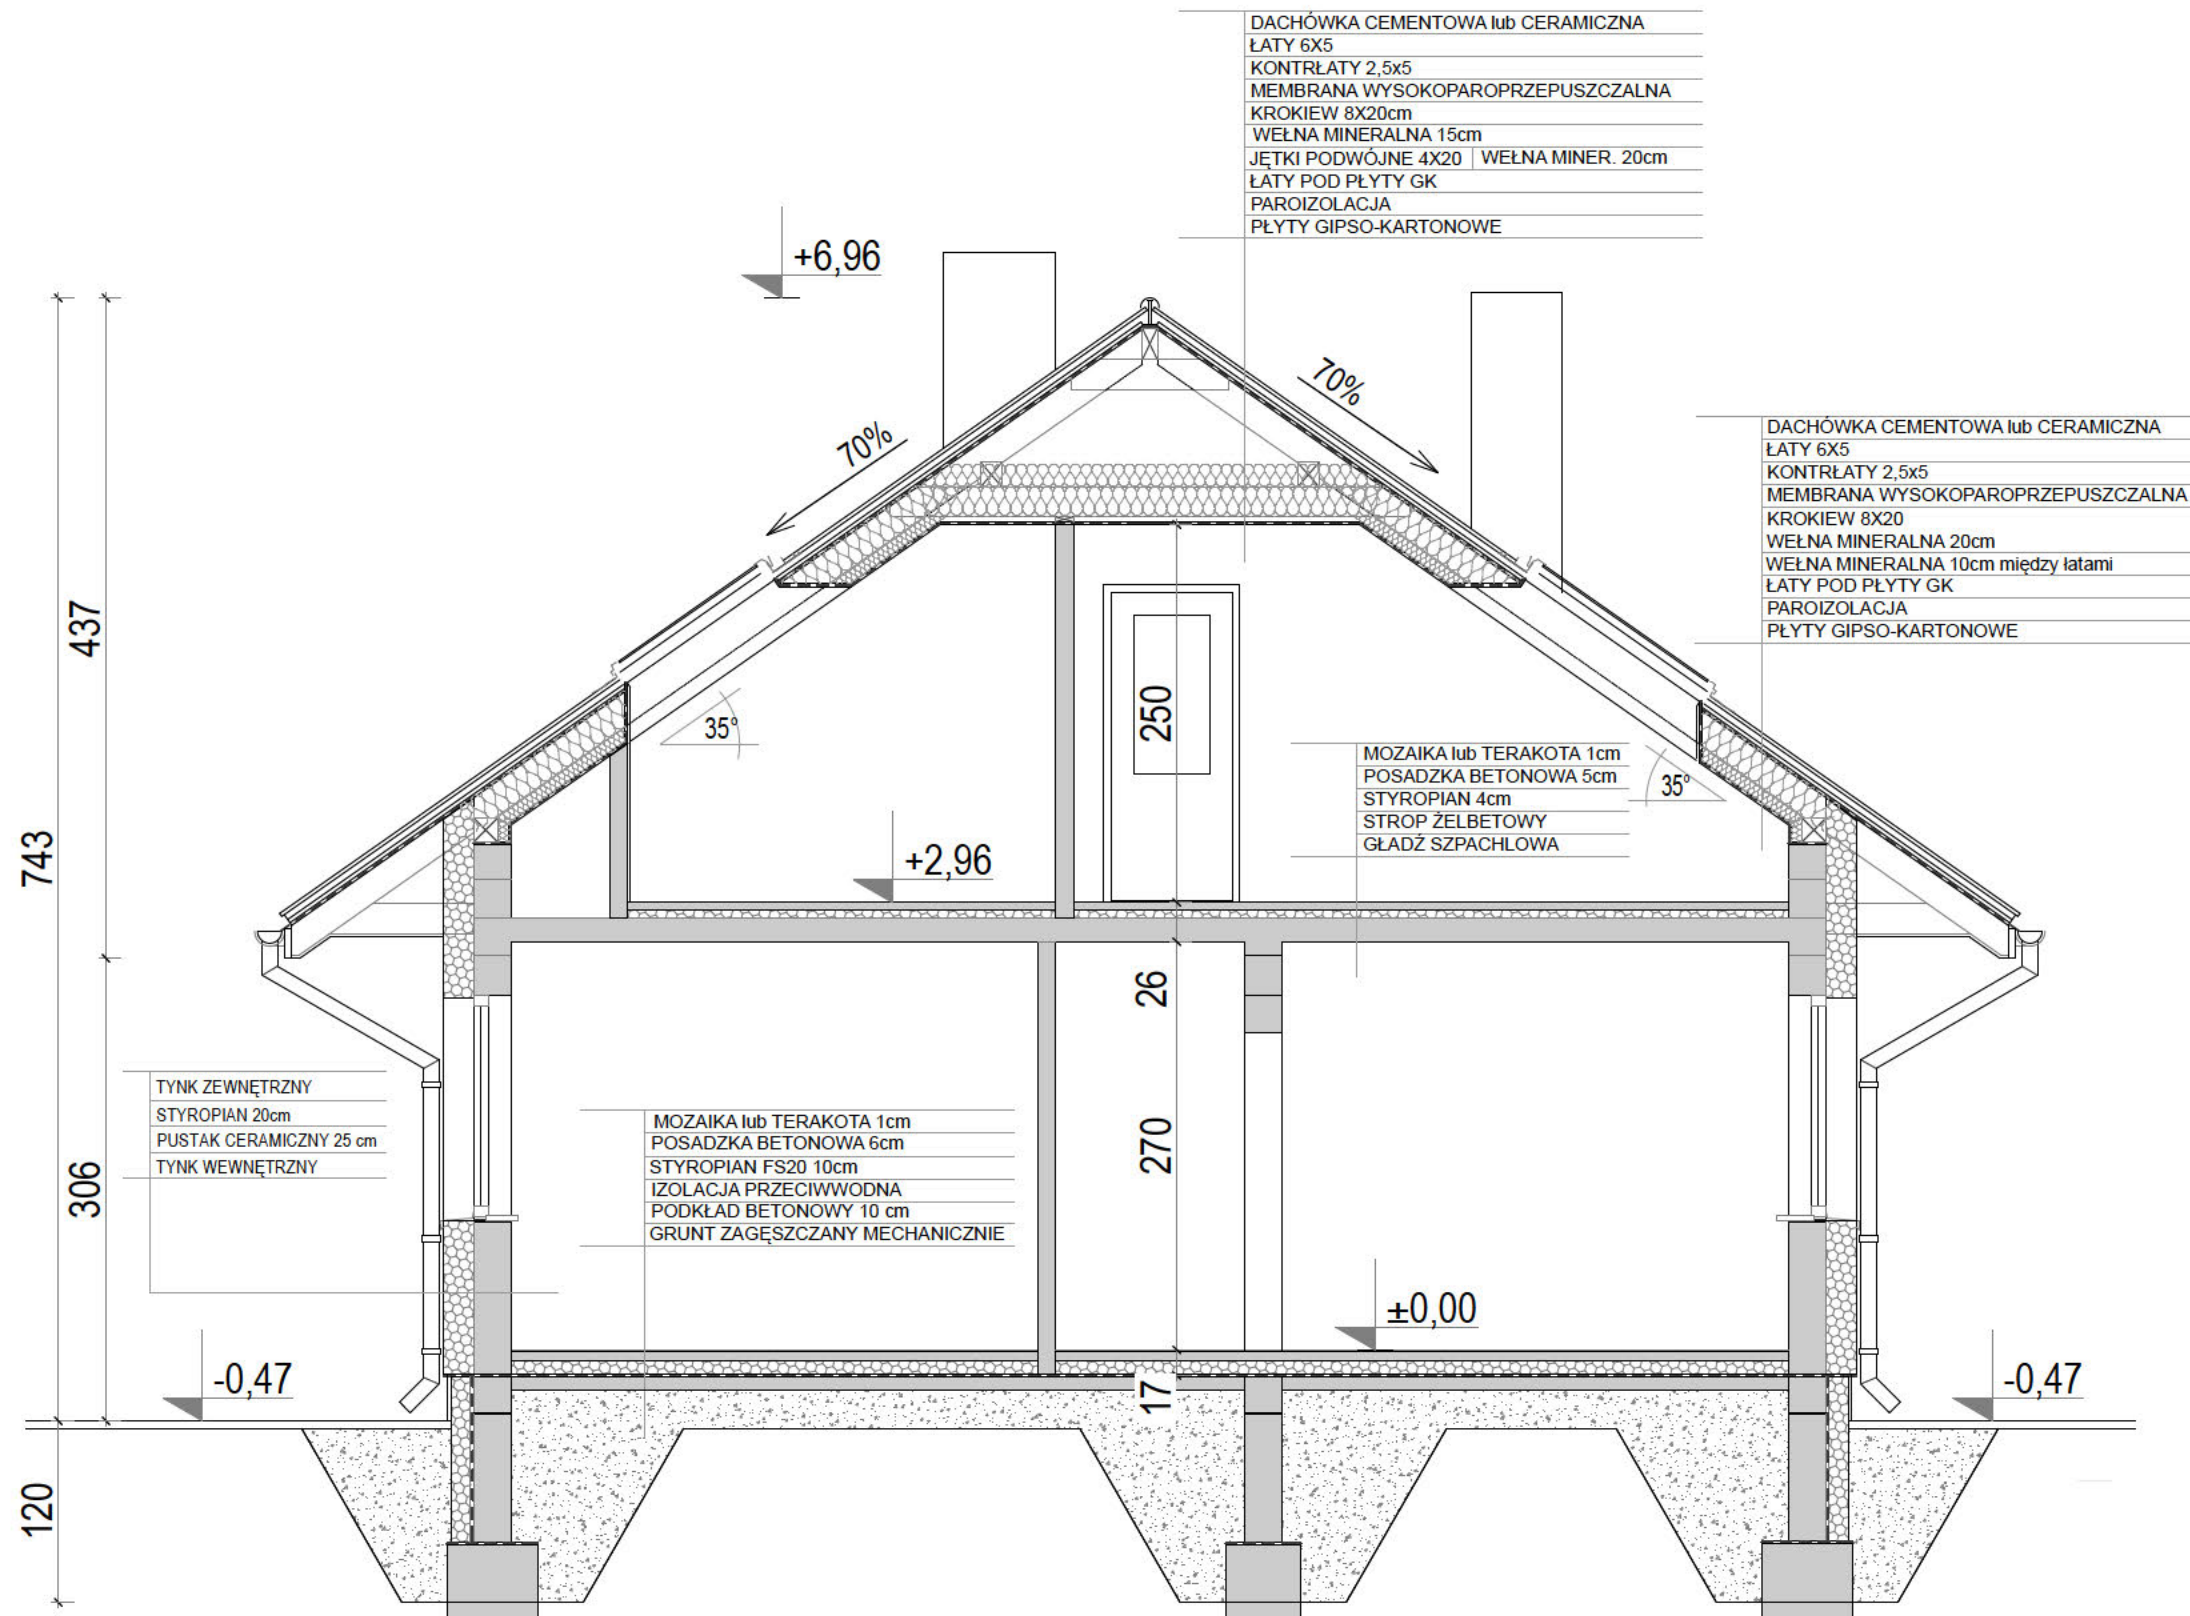 DACHÓWKA CEMENTOWA lub CERAMICZNA
ŁATY 6X5
KONTRŁATY 2,5x5
MEMBRANA WYSOKOPAROPRZEPUSZCZALNA
KROKIEW 8X20cm
WEŁNA MINERALNA 15cm
JĘTKI PODWÓJNE 4X20 WEŁNA MINER. 20cm
ŁATY POD PŁYTY GK
PAROIZOLACJA
PŁYTY GIPSO-KARTONOWE
+6,96
70%
70%
DACHÓWKA CEMENTOWA lub CERAMICZNA
ŁATY 6X5
KONTRŁATY 2,5x5
MEMBRANA WYSOKOPAROPRZEPUSZCZALNA
KROKIEW 8X20
WEŁNA MINERALNA 20cm
WEŁNA MINERALNA 10cm między łatami
ŁATY POD PŁYTY GK
PAROIZOLACJA
PŁYTY GIPSO-KARTONOWE
437
743
306
120
35°
250
35°
MOZAIKA lub TERAKOTA 1cm
POSADZKA BETONOWA 5cm
STYROPIAN 4cm
STROP ŻELBETOWY
GŁADŹ SZPACHLOWA
+2,96
26
270
17
TYNK ZEWNĘTRZNY
STYROPIAN 20cm
PUSTAK CERAMICZNY 25 cm
TYNK WEWNĘTRZNY
MOZAIKA lub TERAKOTA 1cm
POSADZKA BETONOWA 6cm
STYROPIAN FS20 10cm
IZOLACJA PRZECIWWODNA
PODKŁAD BETONOWY 10 cm
GRUNT ZAGĘSZCZANY MECHANICZNIE
±0,00
-0,47
-0,47